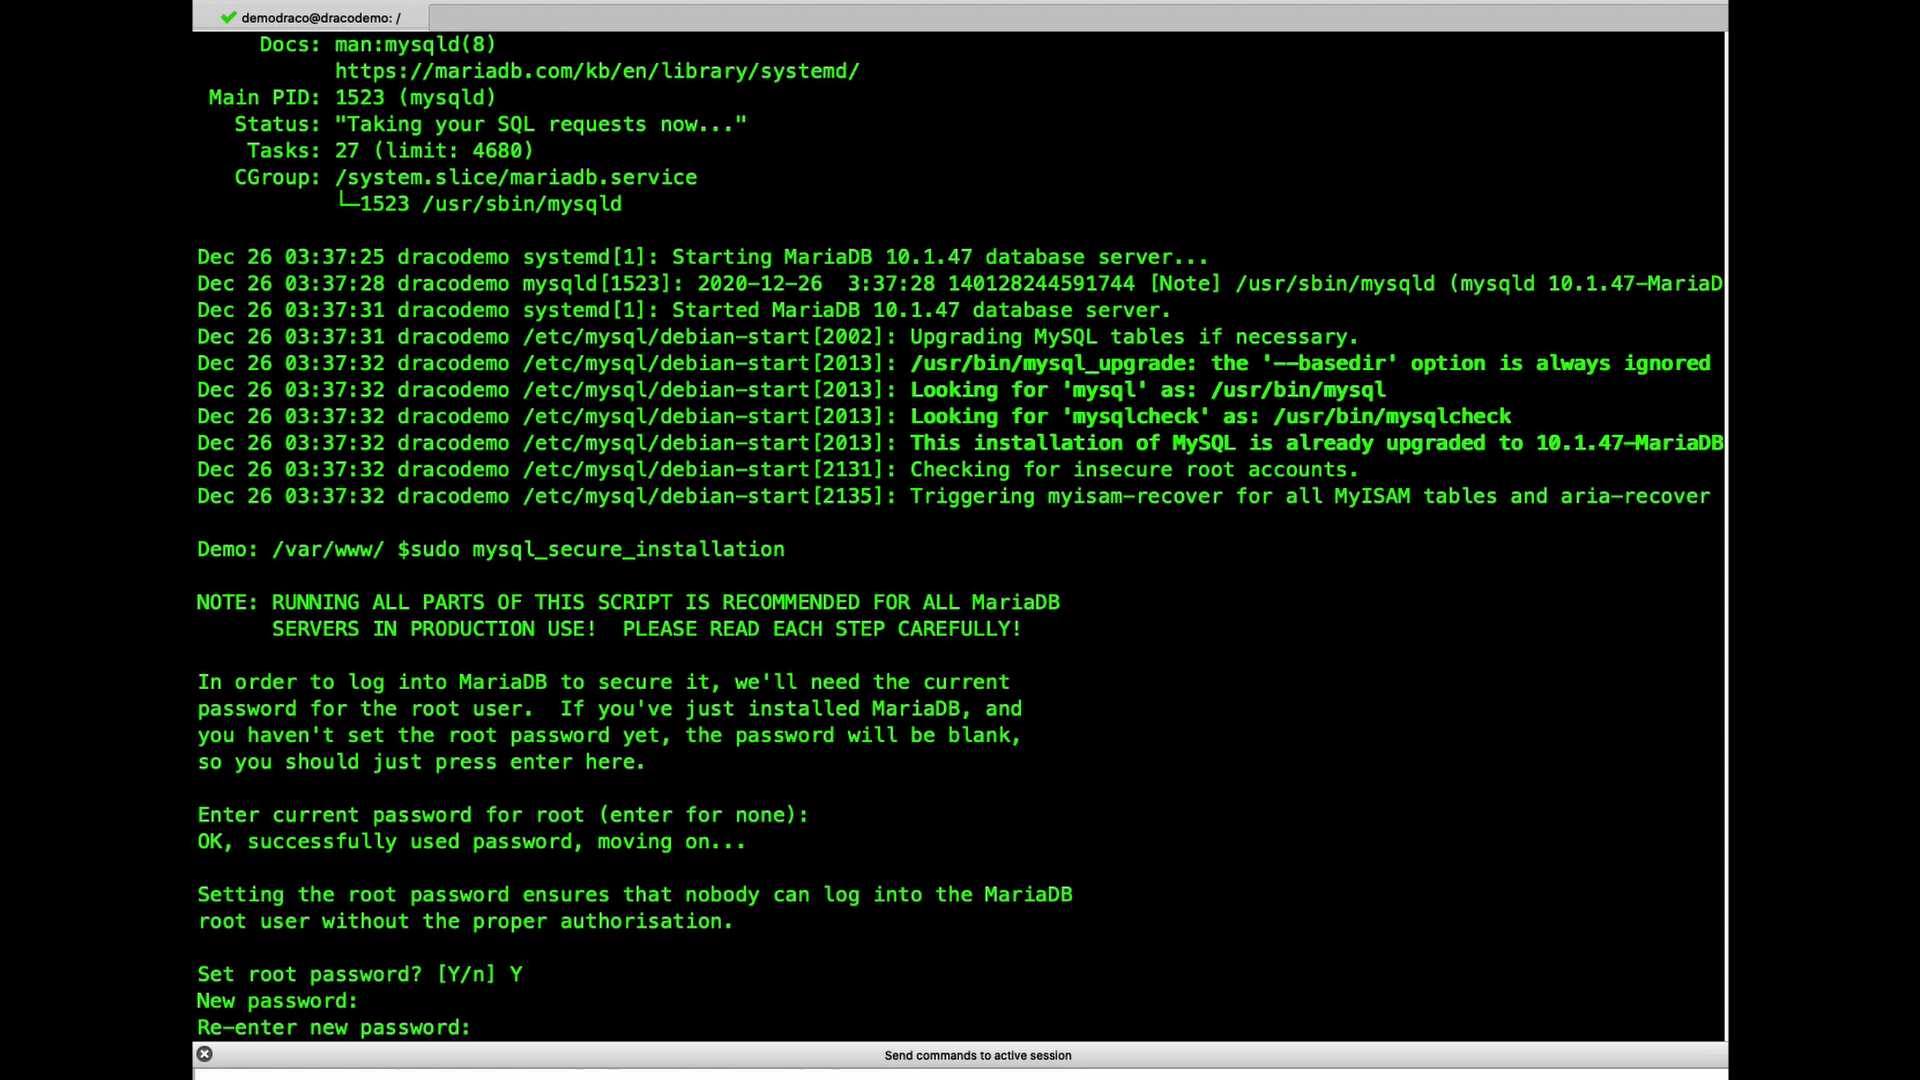 demodraco@dracodemo: /
Docs: man:mysqld(8)
https://mariadb.com/kb/en/library/systemd/
Main PID: 1523 (mysqld)
Status: "Taking your SQL requests now..."
Tasks: 27 (limit: 4680)
CGroup: /system.slice/mariadb.service
└─1523 /usr/sbin/mysqld
Dec 26 03:37:25 dracodemo systemd[1]: Starting MariaDB 10.1.47 database server...
Dec 26 03:37:28 dracodemo mysqld[1523]: 2020-12-26  3:37:28 140128244591744 [Note] /usr/sbin/mysqld (mysqld 10.1.47-MariaD
Dec 26 03:37:31 dracodemo systemd[1]: Started MariaDB 10.1.47 database server.
Dec 26 03:37:31 dracodemo /etc/mysql/debian-start[2002]: Upgrading MySQL tables if necessary.
Dec 26 03:37:32 dracodemo /etc/mysql/debian-start[2013]: /usr/bin/mysql_upgrade: the '--basedir' option is always ignored
Dec 26 03:37:32 dracodemo /etc/mysql/debian-start[2013]: Looking for 'mysql' as: /usr/bin/mysql
Dec 26 03:37:32 dracodemo /etc/mysql/debian-start[2013]: Looking for 'mysqlcheck' as: /usr/bin/mysqlcheck
Dec 26 03:37:32 dracodemo /etc/mysql/debian-start[2013]: This installation of MySQL is already upgraded to 10.1.47-MariaDB
Dec 26 03:37:32 dracodemo /etc/mysql/debian-start[2131]: Checking for insecure root accounts.
Dec 26 03:37:32 dracodemo /etc/mysql/debian-start[2135]: Triggering myisam-recover for all MyISAM tables and aria-recover
Demo: /var/www/ $sudo mysql_secure_installation
NOTE: RUNNING ALL PARTS OF THIS SCRIPT IS RECOMMENDED FOR ALL MariaDB
SERVERS IN PRODUCTION USE!  PLEASE READ EACH STEP CAREFULLY!
In order to log into MariaDB to secure it, we'll need the current
password for the root user.  If you've just installed MariaDB, and
you haven't set the root password yet, the password will be blank,
so you should just press enter here.
Enter current password for root (enter for none):
OK, successfully used password, moving on...
Setting the root password ensures that nobody can log into the MariaDB
root user without the proper authorisation.
Set root password? [Y/n] Y
New password:
Re-enter new password:
Send commands to active session